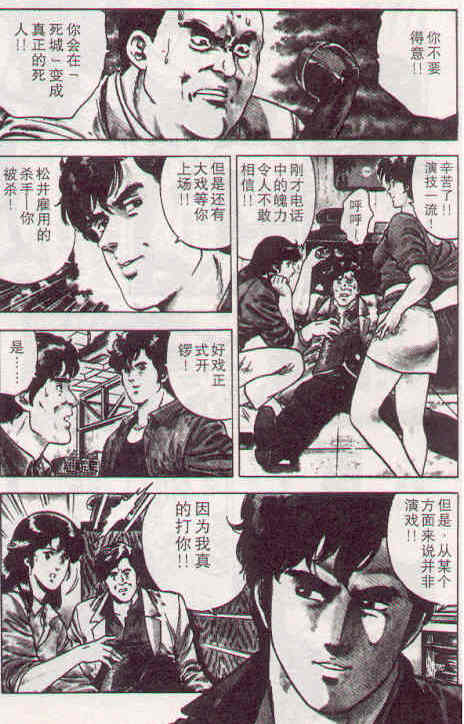 你不要
得意!!
你会在「
死城」变成
真正的死
人!!
辛苦了!!
演技一流!
呼呼!
刚才电话
中的魄力
令人不敢
相信!!
但是还有
大戏等你
上场!!
松井雇用的
杀手—你
被杀!
好戏正
式开
锣!
是……
但是,从某个
方面来说并非
演戏!!
因为我真
的打你!!